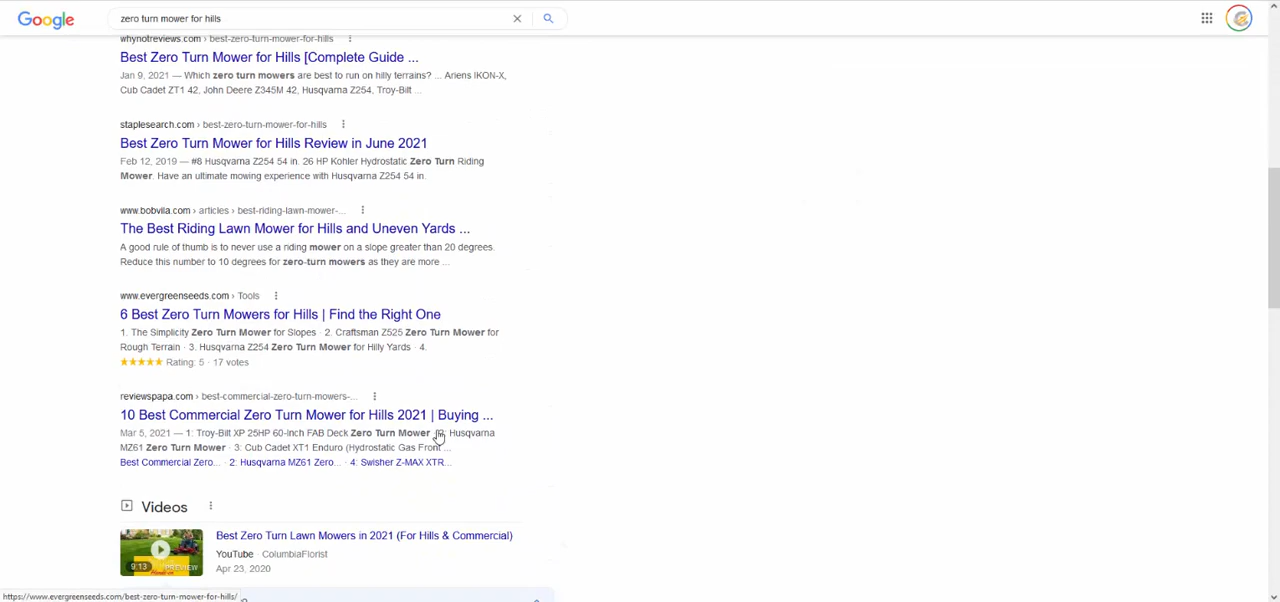 Google
zero turn mower for hills
whynotreviews.com › best-zero-turn-mower-for-hills
Best Zero Turn Mower for Hills [Complete Guide ...
Jan 9, 2021 — Which zero turn mowers are best to run on hilly terrains? ... Ariens IKON-X,
Cub Cadet ZT1 42, John Deere Z345M 42, Husqvarna Z254, Troy-Bilt ...
staplesearch.com › best-zero-turn-mower-for-hills
Best Zero Turn Mower for Hills Review in June 2021
Feb 12, 2019 — #8 Husqvarna Z254 54 in. 26 HP Kohler Hydrostatic Zero Turn Riding
Mower. Have an ultimate mowing experience with Husqvarna Z254 54 in.
www.bobvila.com › articles › best-riding-lawn-mower-...
The Best Riding Lawn Mower for Hills and Uneven Yards ...
A good rule of thumb is to never use a riding mower on a slope greater than 20 degrees.
Reduce this number to 10 degrees for zero-turn mowers as they are more ...
www.evergreenseeds.com › Tools
6 Best Zero Turn Mowers for Hills | Find the Right One
1. The Simplicity Zero Turn Mower for Slopes · 2. Craftsman Z525 Zero Turn Mower for
Rough Terrain · 3. Husqvarna Z254 Zero Turn Mower for Hilly Yards · 4.
Rating: 5 · 17 votes
reviewspapa.com › best-commercial-zero-turn-mowers-...
10 Best Commercial Zero Turn Mower for Hills 2021 | Buying ...
Mar 5, 2021 — 1: Troy-Bilt XP 25HP 60-Inch FAB Deck Zero Turn Mower · Husqvarna
MZ61 Zero Turn Mower · 3: Cub Cadet XT1 Enduro (Hydrostatic Gas Front ...
Best Commercial Zero... · 2: Husqvarna MZ61 Zero... · 4: Swisher Z-MAX XTR...
Videos
Best Zero Turn Lawn Mowers in 2021 (For Hills & Commercial)
YouTube · ColumbiaFlorist
9:13 PREVIEW
Apr 23, 2020
https://www.evergreenseeds.com/best-zero-turn-mower-for-hills/